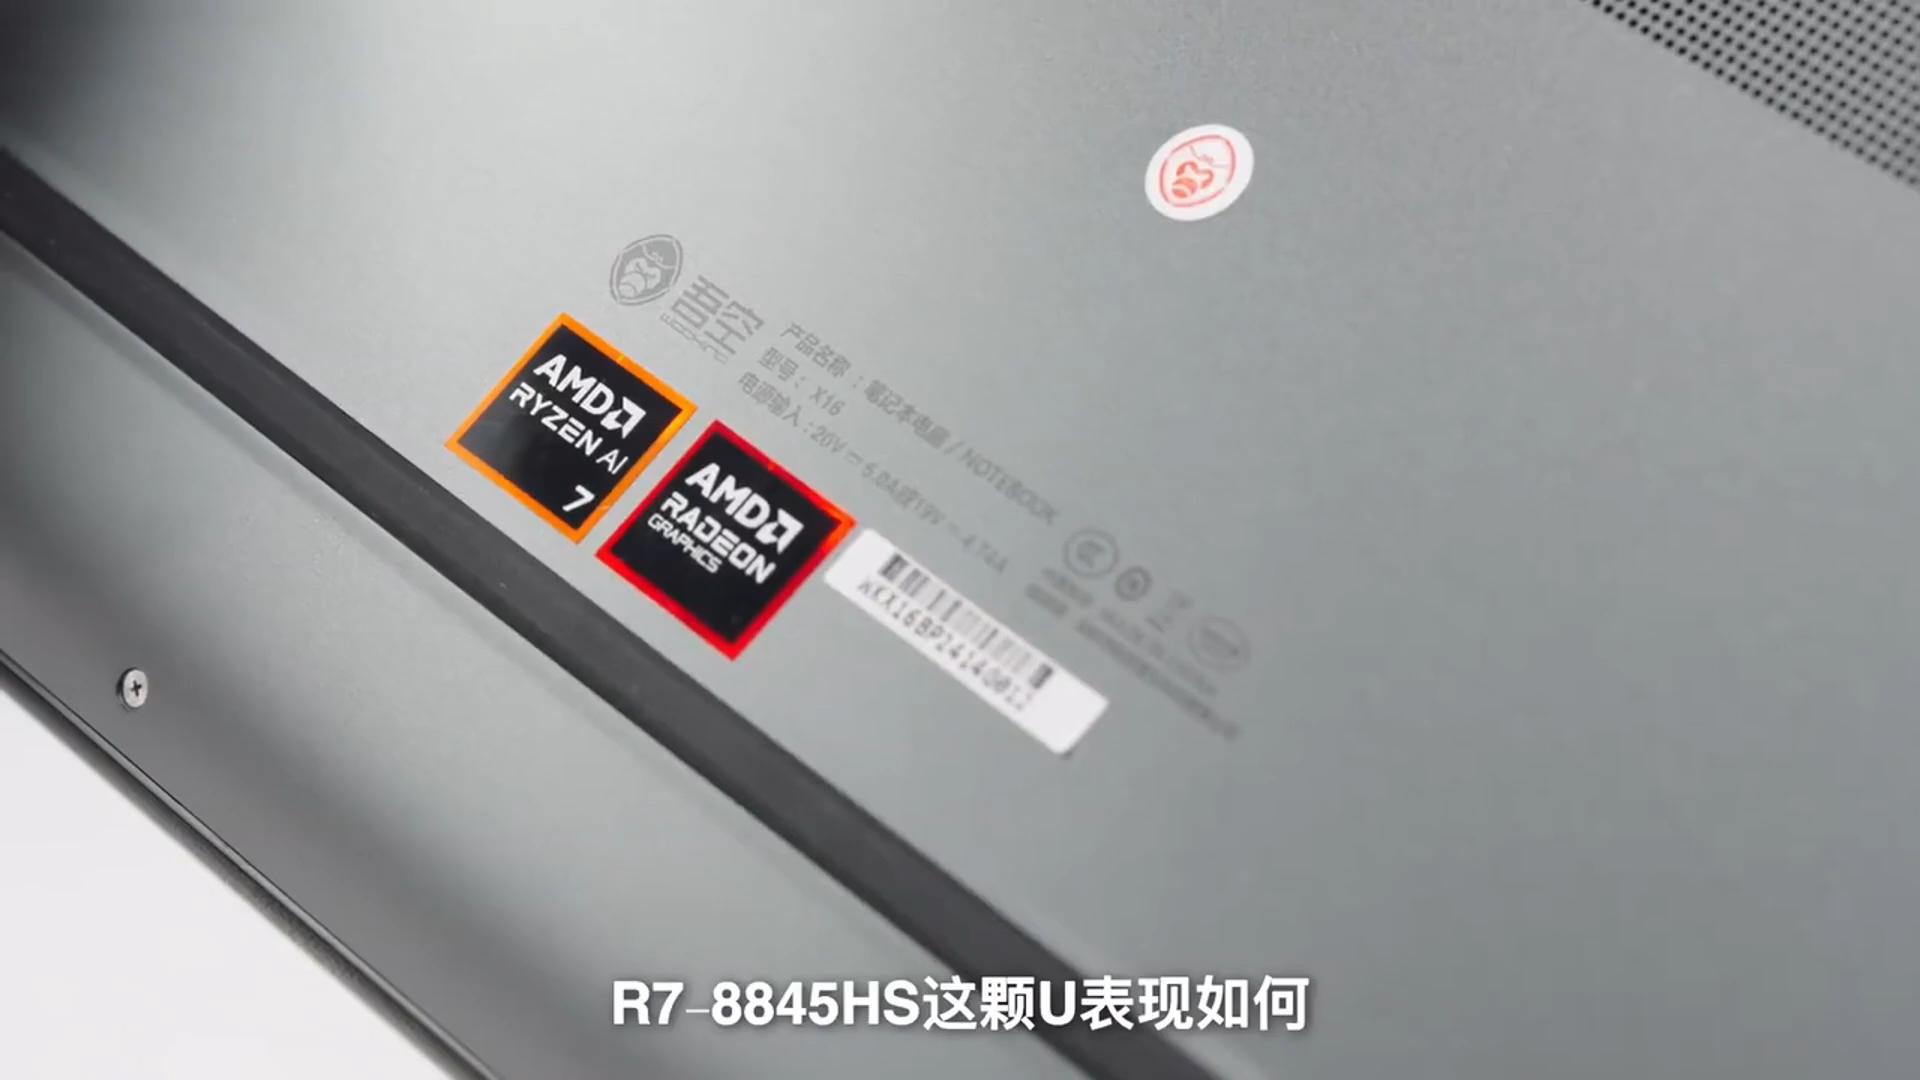 吾空
产品名称：笔记本电脑 / NOTEBOOK
型号：X16
电源输入：20V ⎓ 5.0A或19V ⎓ 4.74A
AMD
RYZEN AI
7
AMD
RADEON
GRAPHICS
R7-8845HS这颗U表现如何